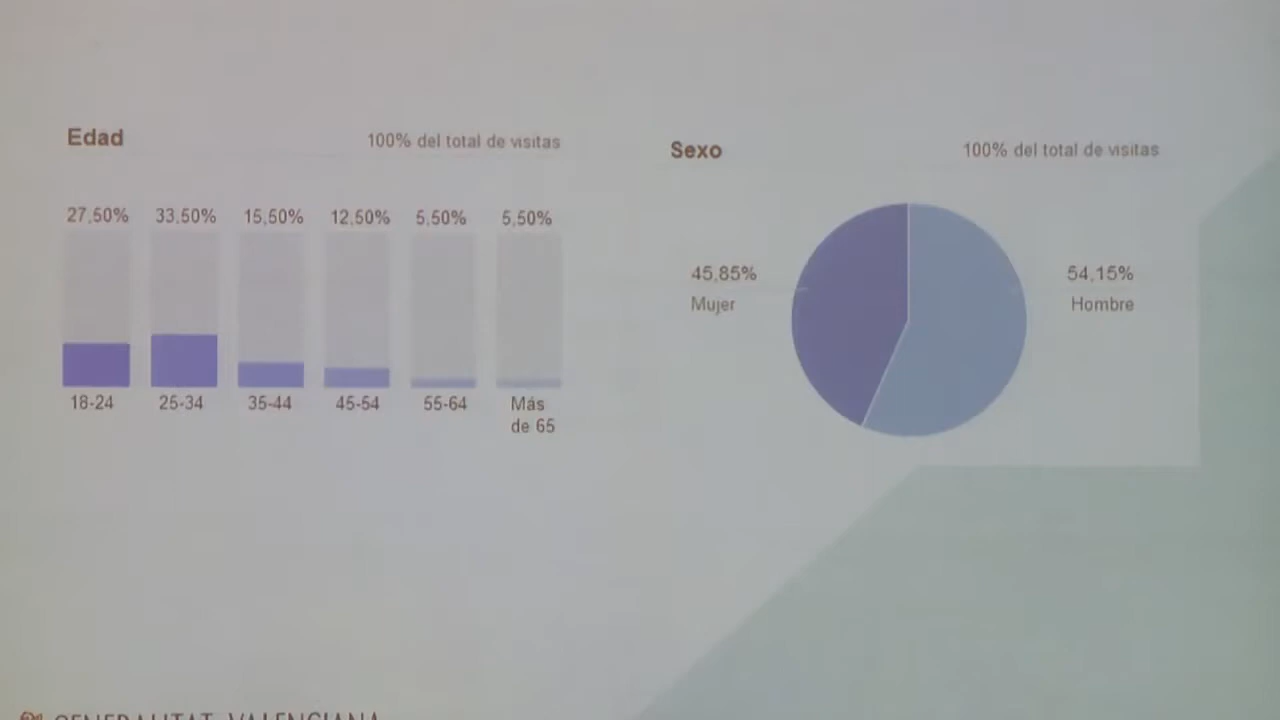 Edad
100% del total de visitas
27,50% 33,50% 15,50% 12,50% 5,50% 5,50%
18-24 25-34 35-44 45-54 55-64 Más
de 65
Sexo
100% del total de visitas
45,85%
Mujer
54,15%
Hombre
GENERALITAT VALENCIANA